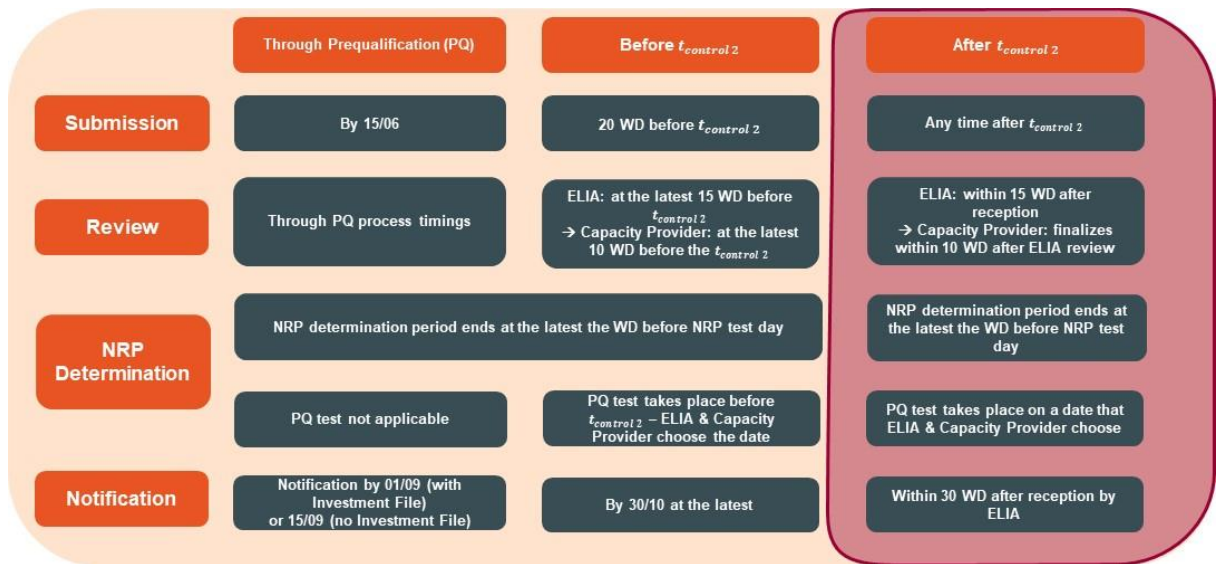 Through Prequalification (PQ)
Before t_control 2
After t_control 2
Submission
By 15/06
20 WD before t_control 2
Any time after t_control 2
Review
Through PQ process timings
ELIA: at the latest 15 WD before
t_control 2
→ Capacity Provider: at the latest
10 WD before the t_control 2
ELIA: within 15 WD after
reception
→ Capacity Provider: finalizes
within 10 WD after ELIA review
NRP
Determination
NRP determination period ends at the latest the WD before NRP test day
NRP determination period ends at
the latest the WD before NRP test
day
PQ test not applicable
PQ test takes place before
t_control 2 – ELIA & Capacity
Provider choose the date
PQ test takes place on a date that
ELIA & Capacity Provider choose
Notification
Notification by 01/09 (with
Investment File)
or 15/09 (no Investment File)
By 30/10 at the latest
Within 30 WD after reception by
ELIA